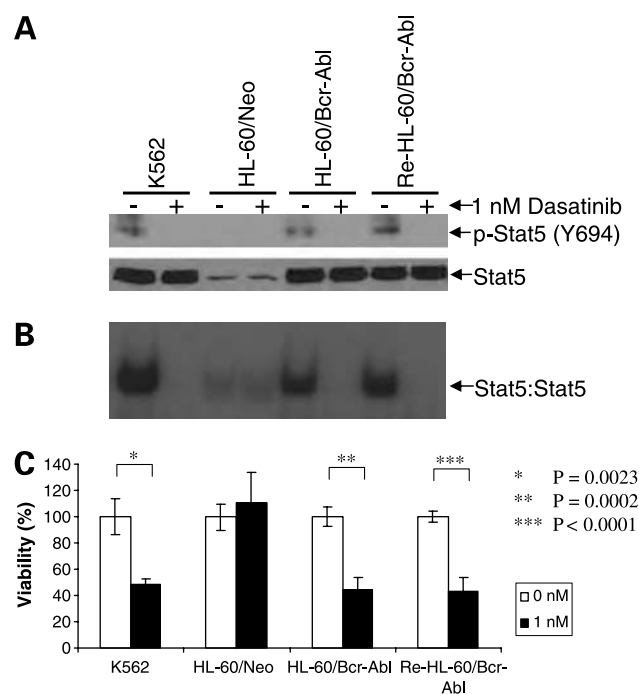 A
K562
HL-60/Neo
HL-60/Bcr-Abl
Re-HL-60/Bcr-Abl
- + - + - + - + 1 nM Dasatinib
p-Stat5 (Y694)
Stat5
B
Stat5:Stat5
C
Viability (%)
140
120
100
80
60
40
20
0
* ** ***
* P = 0.0023
** P = 0.0002
*** P < 0.0001
0 nM
1 nM
K562 HL-60/Neo HL-60/Bcr-Abl Re-HL-60/Bcr-
Abl